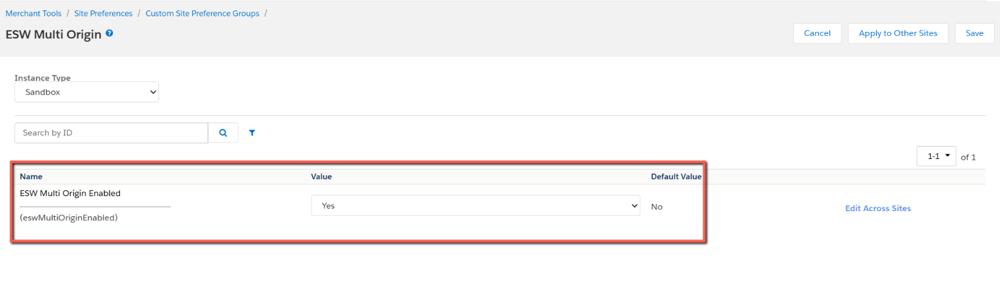 Merchant Tools / Site Preferences / Custom Site Preference Groups /
ESW Multi Origin ?
Cancel Apply to Other Sites Save
Instance Type
Sandbox
Search by ID
1-1 of 1
Name Value Default Value
ESW Multi Origin Enabled
Yes No Edit Across Sites
(eswMultiOriginEnabled)